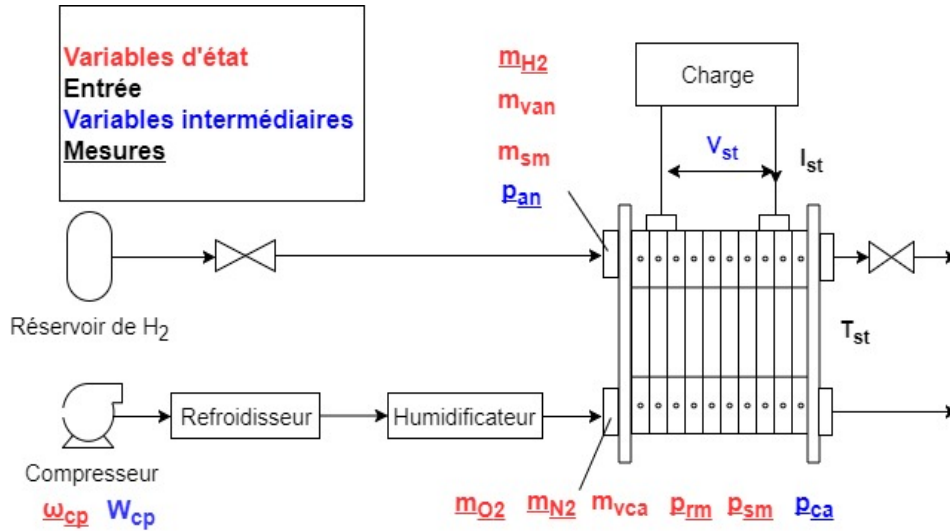 Variables d'état
Entrée
Variables intermédiaires
Mesures
m_H2
m_van
m_sm
p_an
Charge
V_st
I_st
Réservoir de H₂
T_st
Refroidisseur
Humidificateur
Compresseur
ω_cp W_cp
m_O2 m_N2 m_vca p_rm p_sm p_ca